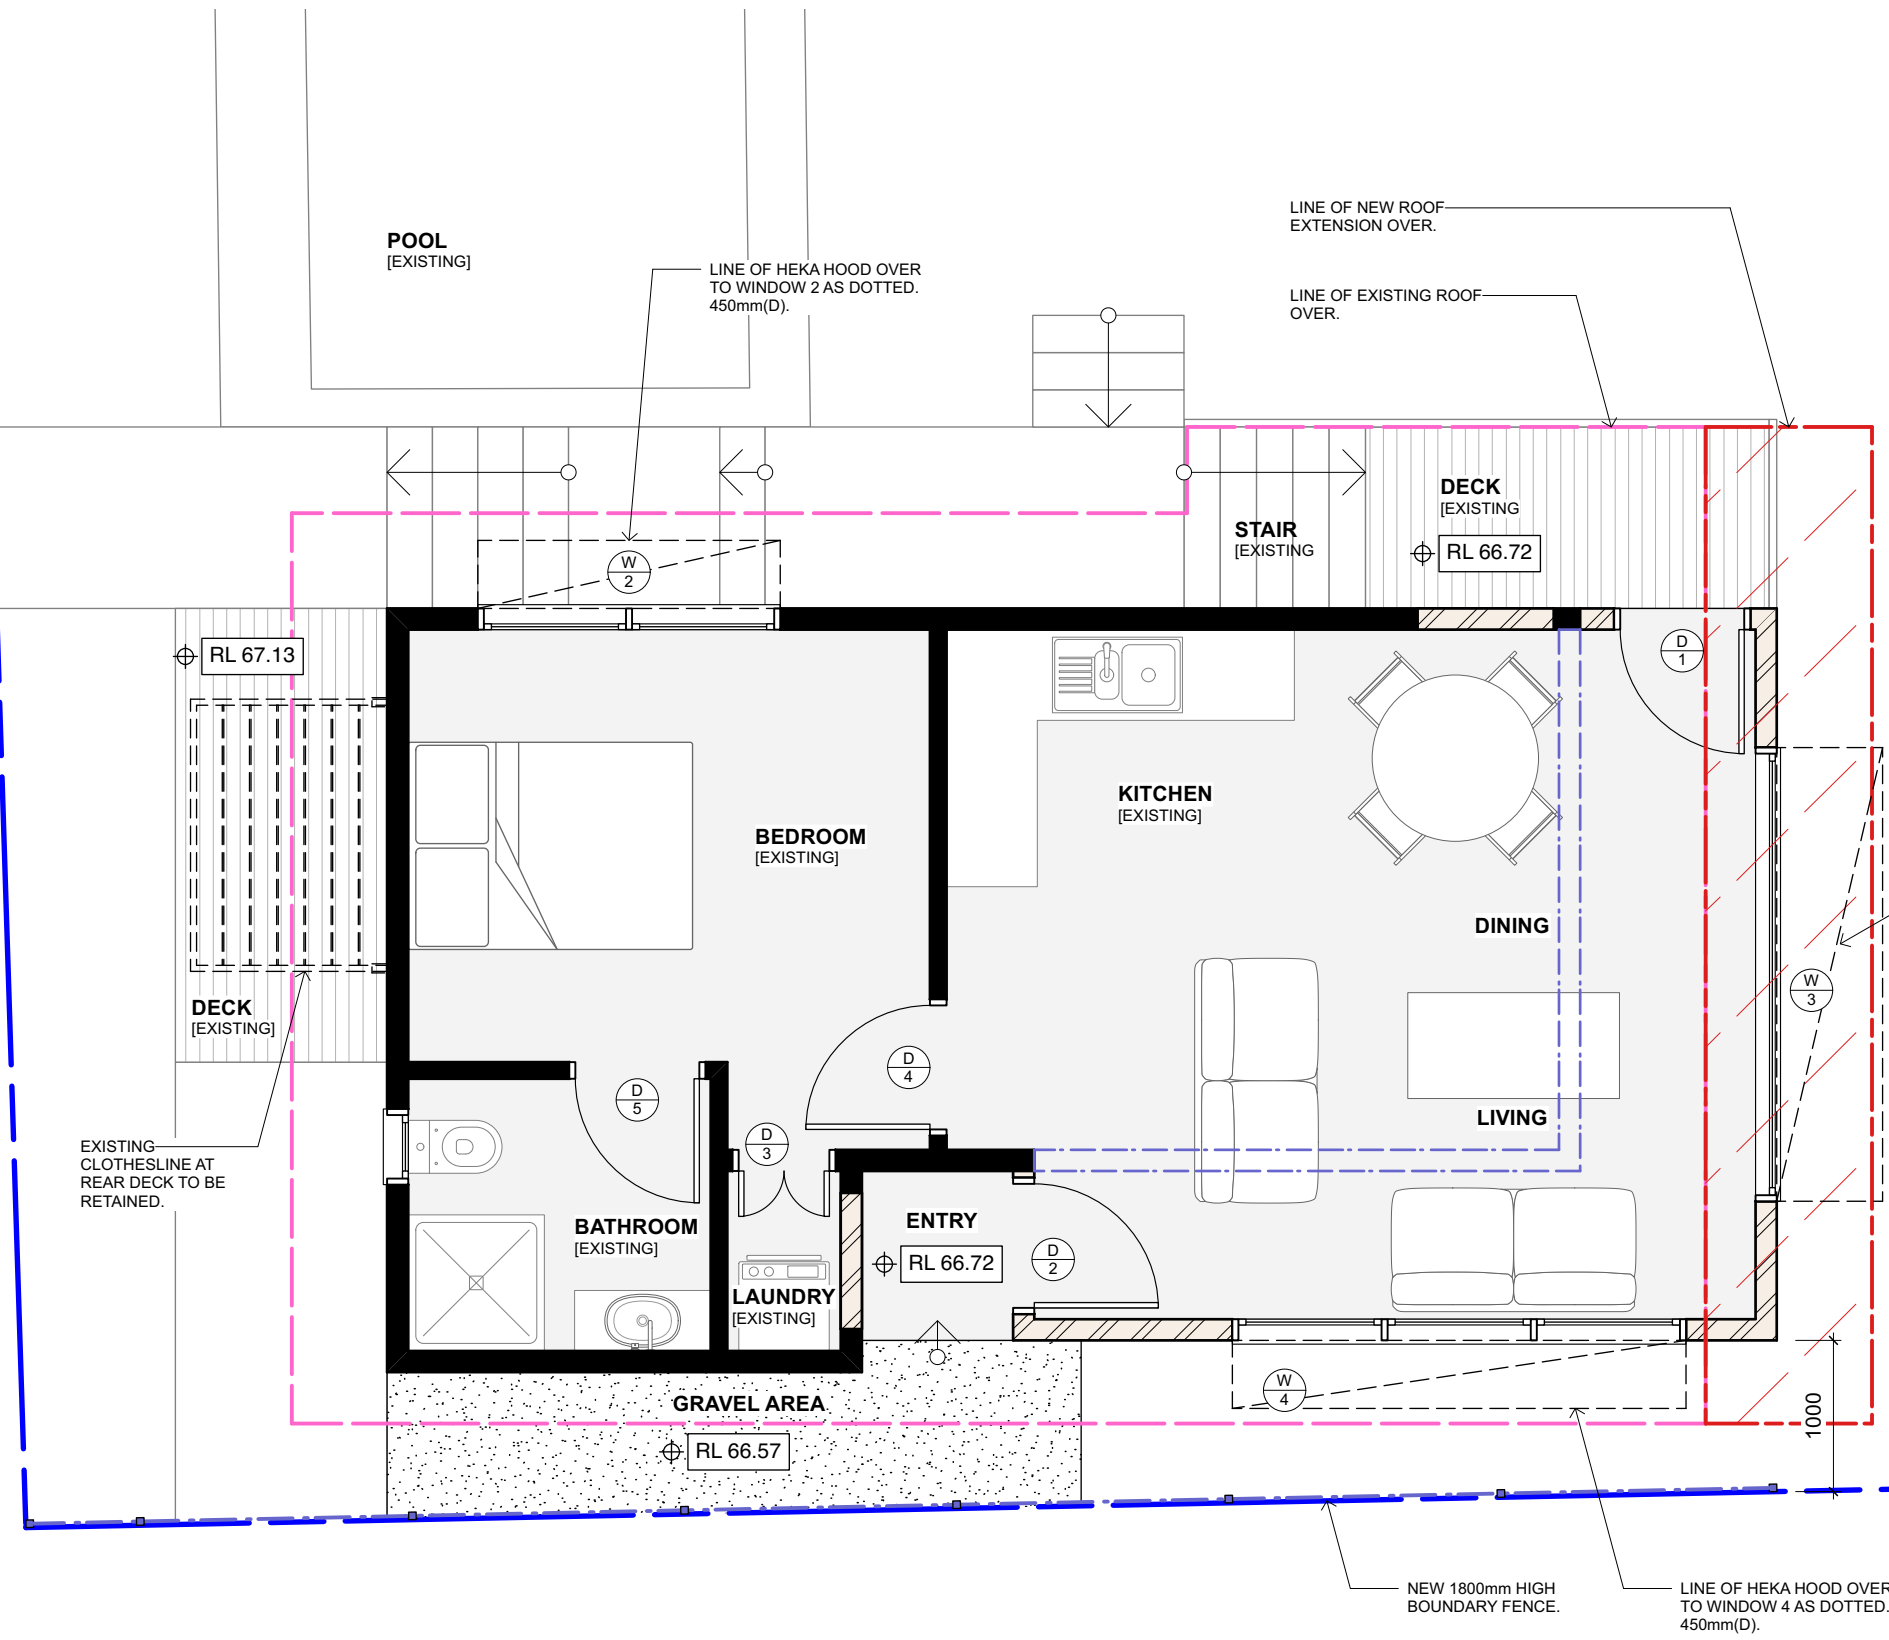 LINE OF NEW ROOF
EXTENSION OVER.
POOL
[EXISTING]
LINE OF HEKA HOOD OVER
TO WINDOW 2 AS DOTTED.
450mm(D).
LINE OF EXISTING ROOF
OVER.
DECK
[EXISTING
STAIR
[EXISTING
RL 66.72
W
2
RL 67.13
D
1
KITCHEN
[EXISTING]
BEDROOM
[EXISTING]
DINING
W
3
DECK
[EXISTING]
D
4
D
5
LIVING
D
3
EXISTING
CLOTHESLINE AT
REAR DECK TO BE
RETAINED.
BATHROOM
[EXISTING]
ENTRY
RL 66.72
D
2
LAUNDRY
[EXISTING]
GRAVEL AREA
W
4
1000
RL 66.57
NEW 1800mm HIGH
BOUNDARY FENCE.
LINE OF HEKA HOOD OVER
TO WINDOW 4 AS DOTTED.
450mm(D).